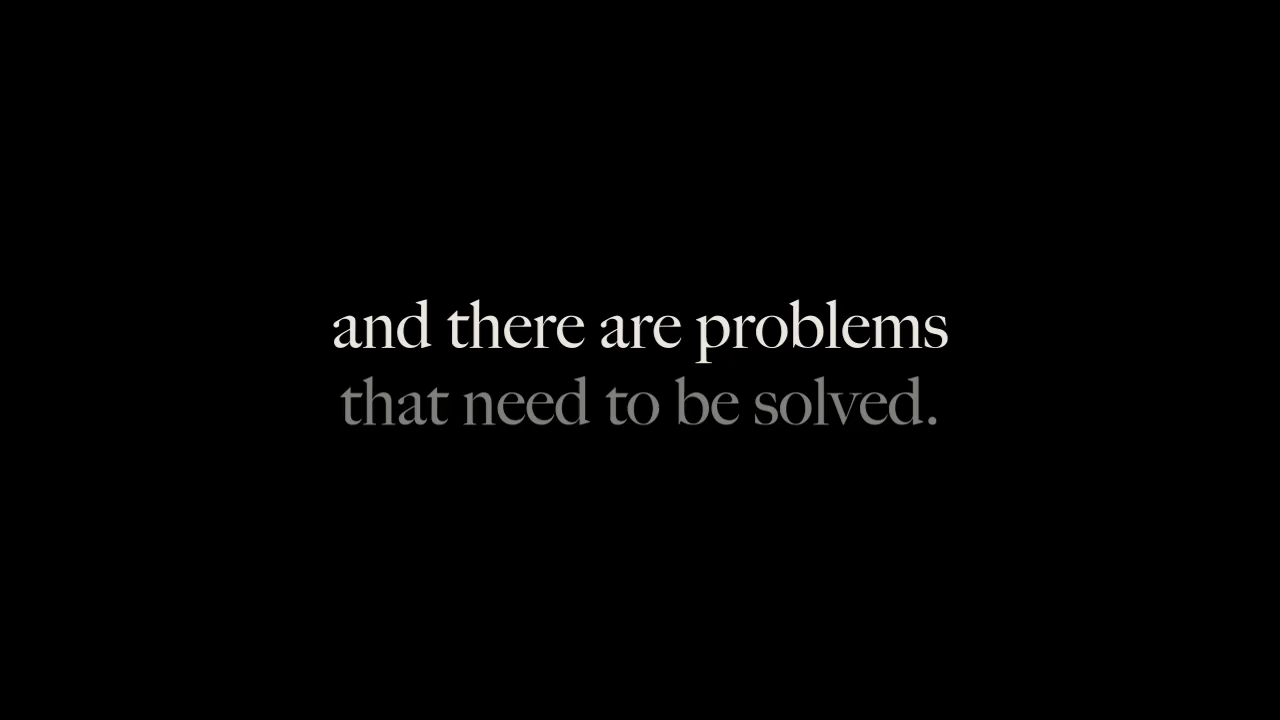 and there are problems
that need to be solved.